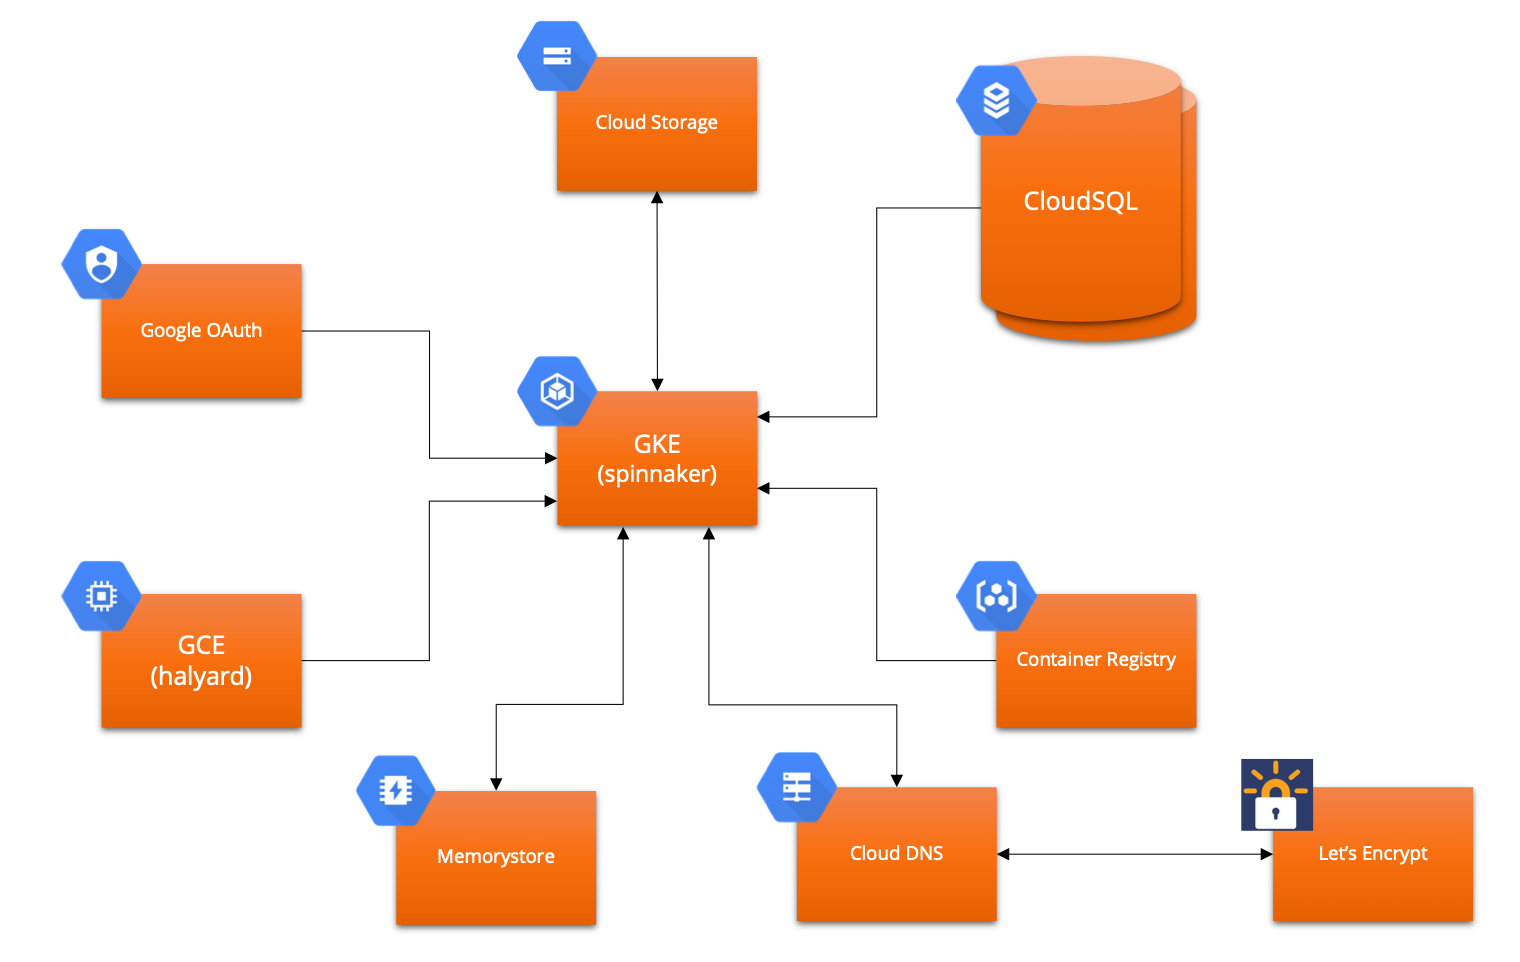 Cloud Storage
CloudSQL
Google OAuth
GKE
(spinnaker)
GCE
(halyard)
Container Registry
Memorystore
Cloud DNS
Let’s Encrypt